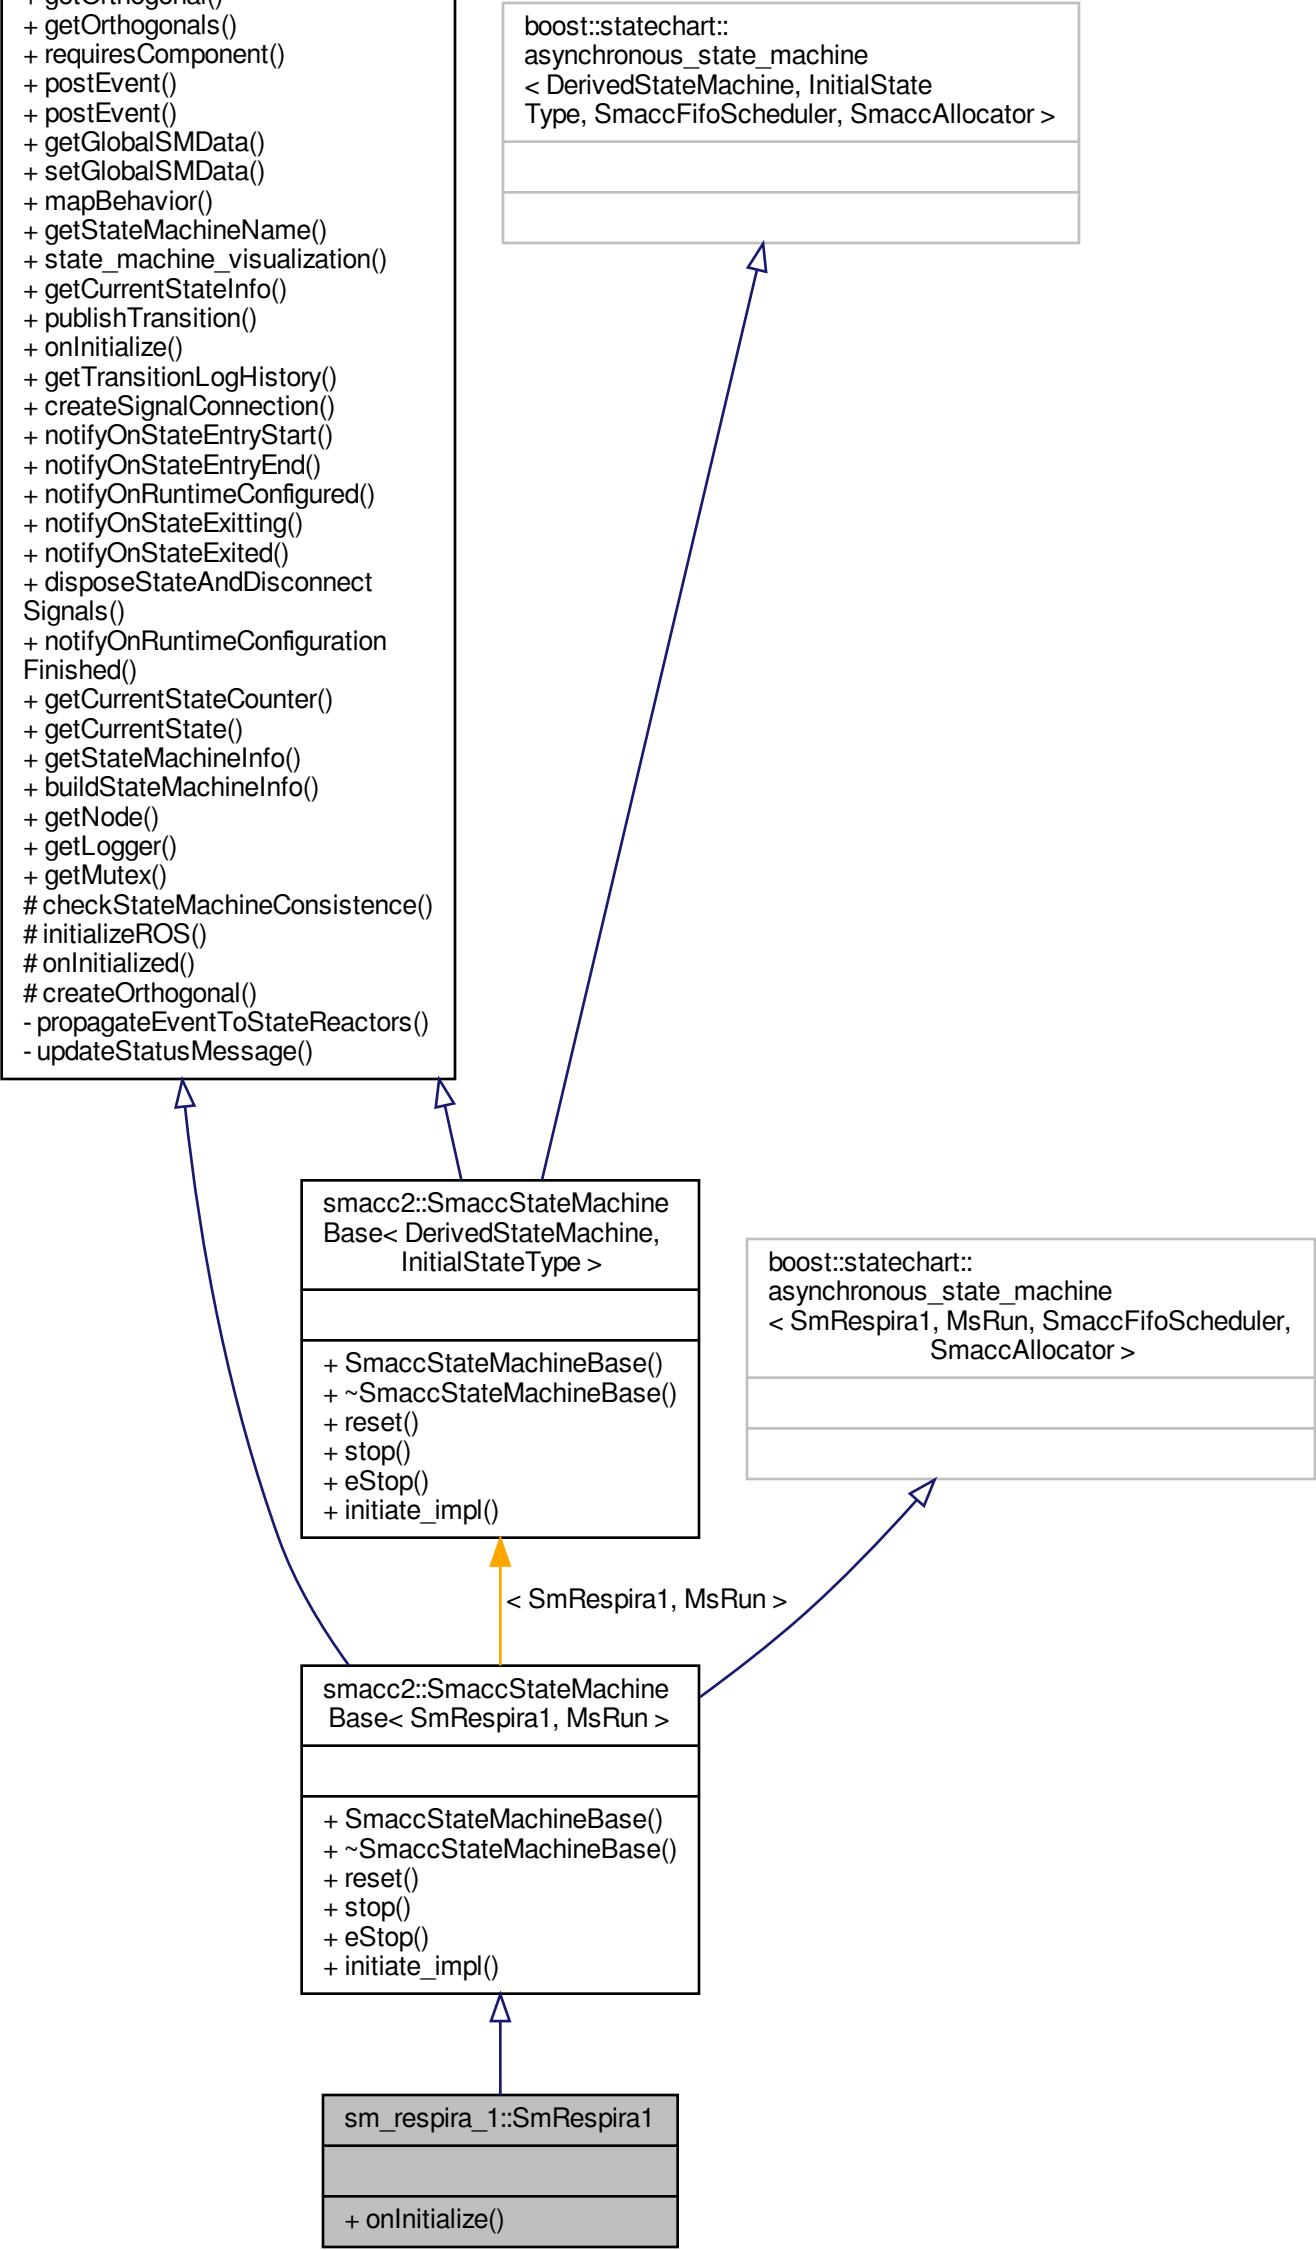 + getOrthogonal()
+ getOrthogonals()
+ requiresComponent()
+ postEvent()
+ postEvent()
+ getGlobalSMData()
+ setGlobalSMData()
+ mapBehavior()
+ getStateMachineName()
+ state_machine_visualization()
+ getCurrentStateInfo()
+ publishTransition()
+ onInitialize()
+ getTransitionLogHistory()
+ createSignalConnection()
+ notifyOnStateEntryStart()
+ notifyOnStateEntryEnd()
+ notifyOnRuntimeConfigured()
+ notifyOnStateExitting()
+ notifyOnStateExited()
+ disposeStateAndDisconnect
Signals()
+ notifyOnRuntimeConfiguration
Finished()
+ getCurrentStateCounter()
+ getCurrentState()
+ getStateMachineInfo()
+ buildStateMachineInfo()
+ getNode()
+ getLogger()
+ getMutex()
# checkStateMachineConsistence()
# initializeROS()
# onInitialized()
# createOrthogonal()
- propagateEventToStateReactors()
- updateStatusMessage()
boost::statechart::
asynchronous_state_machine
< DerivedStateMachine, InitialState
Type, SmaccFifoScheduler, SmaccAllocator >
smacc2::SmaccStateMachine
Base< DerivedStateMachine,
InitialStateType >
+ SmaccStateMachineBase()
+ ~SmaccStateMachineBase()
+ reset()
+ stop()
+ eStop()
+ initiate_impl()
boost::statechart::
asynchronous_state_machine
< SmRespira1, MsRun, SmaccFifoScheduler,
SmaccAllocator >
< SmRespira1, MsRun >
smacc2::SmaccStateMachine
Base< SmRespira1, MsRun >
+ SmaccStateMachineBase()
+ ~SmaccStateMachineBase()
+ reset()
+ stop()
+ eStop()
+ initiate_impl()
sm_respira_1::SmRespira1
+ onInitialize()